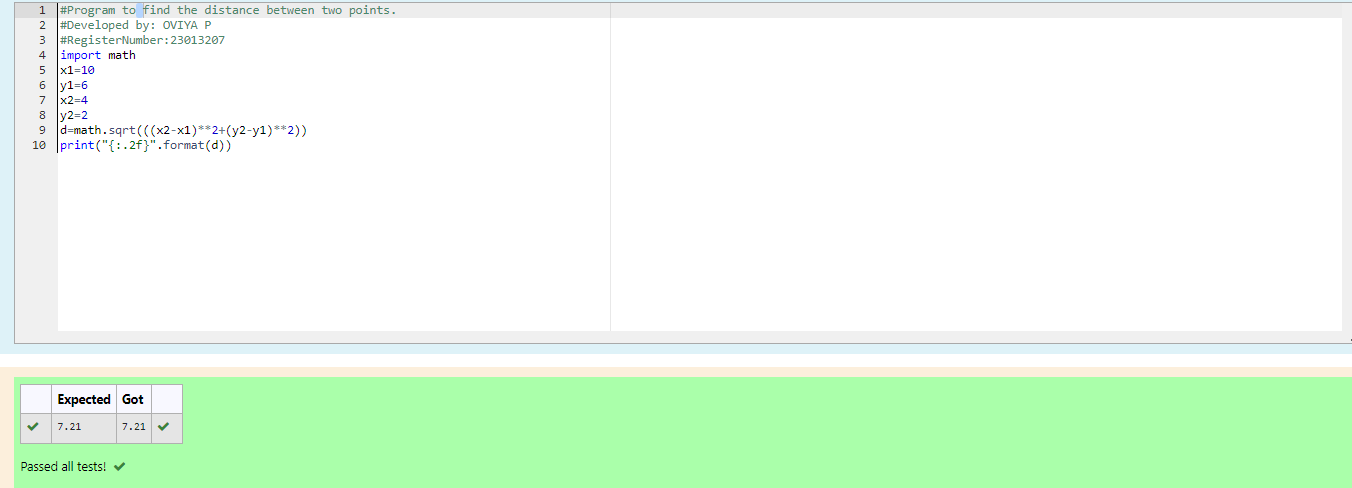 1 #Program to find the distance between two points.
2 #Developed by: OVIYA P
3 #RegisterNumber:23013207
4 import math
5 x1=10
6 y1=6
7 x2=4
8 y2=2
9 d=math.sqrt(((x2-x1)**2+(y2-y1)**2))
10 print("{:.2f}".format(d))
Expected Got
7.21 7.21
Passed all tests!